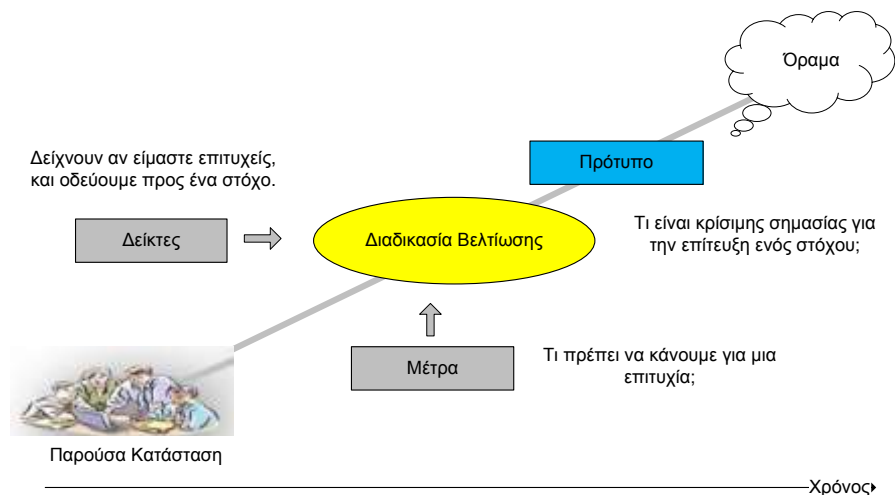 Όραμα
Πρότυπο
Δείχνουν αν είμαστε επιτυχείς,
και οδεύουμε προς ένα στόχο.
Δείκτες
Διαδικασία Βελτίωσης
Τι είναι κρίσιμης σημασίας για
την επίτευξη ενός στόχου;
Μέτρα
Τι πρέπει να κάνουμε για μια
επιτυχία;
Παρούσα Κατάσταση
Χρόνος